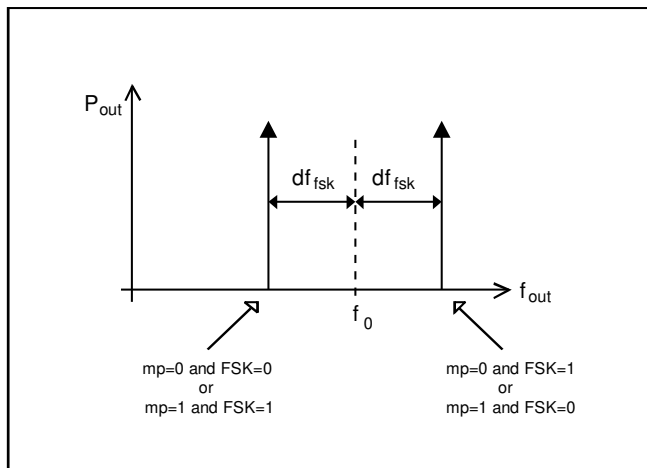 Pout
dffsk dffsk
fout
f0
mp=0 and FSK=0
or
mp=1 and FSK=1
mp=0 and FSK=1
or
mp=1 and FSK=0